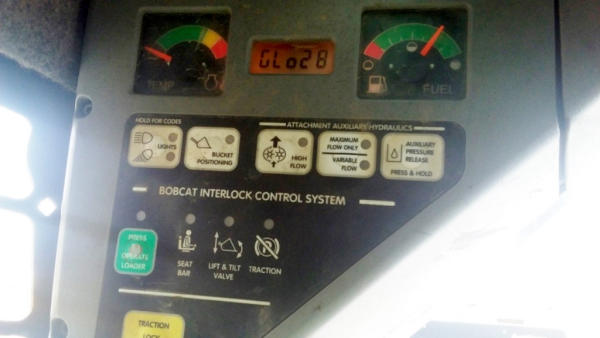 TEMP
GLo28
FUEL
HOLD FOR CODES
ATTACHMENT AUXILIARY HYDRAULICS
LIGHTS
BUCKET
POSITIONING
HIGH
FLOW
MAXIMUM
FLOW ONLY
VARIABLE
FLOW
AUXILIARY
PRESSURE
RELEASE
PRESS & HOLD
BOBCAT INTERLOCK CONTROL SYSTEM
PRESS
TO
OPERATE
LOADER
SEAT
BAR
LIFT & TILT
VALVE
TRACTION
TRACTION
LOCK